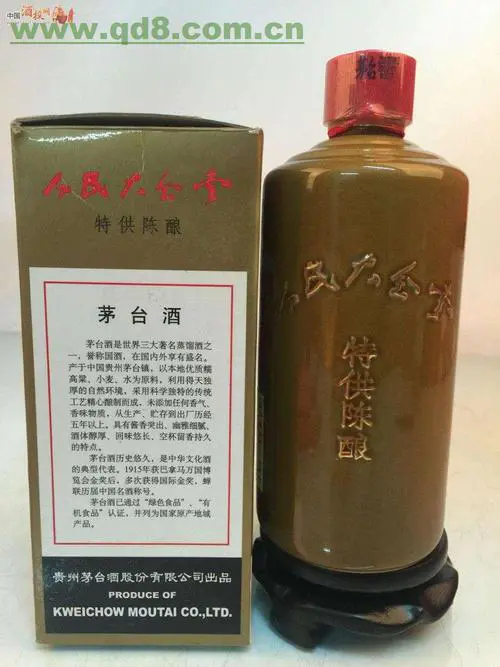 中国酒投网
www.qd8.com.cn
茅台
人民大会堂
特供陈酿
茅台酒
茅台酒是世界三大著名蒸馏酒之
一，誉称国酒，在国内外享有盛名。
产于中国贵州茅台镇，以本地优质糯
高粱、小麦、水为原料，利用得天独
厚的自然环境，采用科学独特的传统
工艺精心酿制而成，未添加任何香气、
香味物质，从生产、贮存到出厂历经
五年以上。具有酱香突出、幽雅细腻，
酒体醇厚、回味悠长、空杯留香持久
的特点。
茅台酒历史悠久，是中华文化酒
的典型代表。1915年获巴拿马万国博
览会金奖后，多次获得国际金奖，蝉
联历届中国名酒称号。
茅台酒已通过“绿色食品”、“有
机食品”认证，并列为国家原产地域
产品。
贵州茅台酒股份有限公司出品
PRODUCE OF
KWEICHOW MOUTAI CO.,LTD.
人民大会堂
特供陈酿